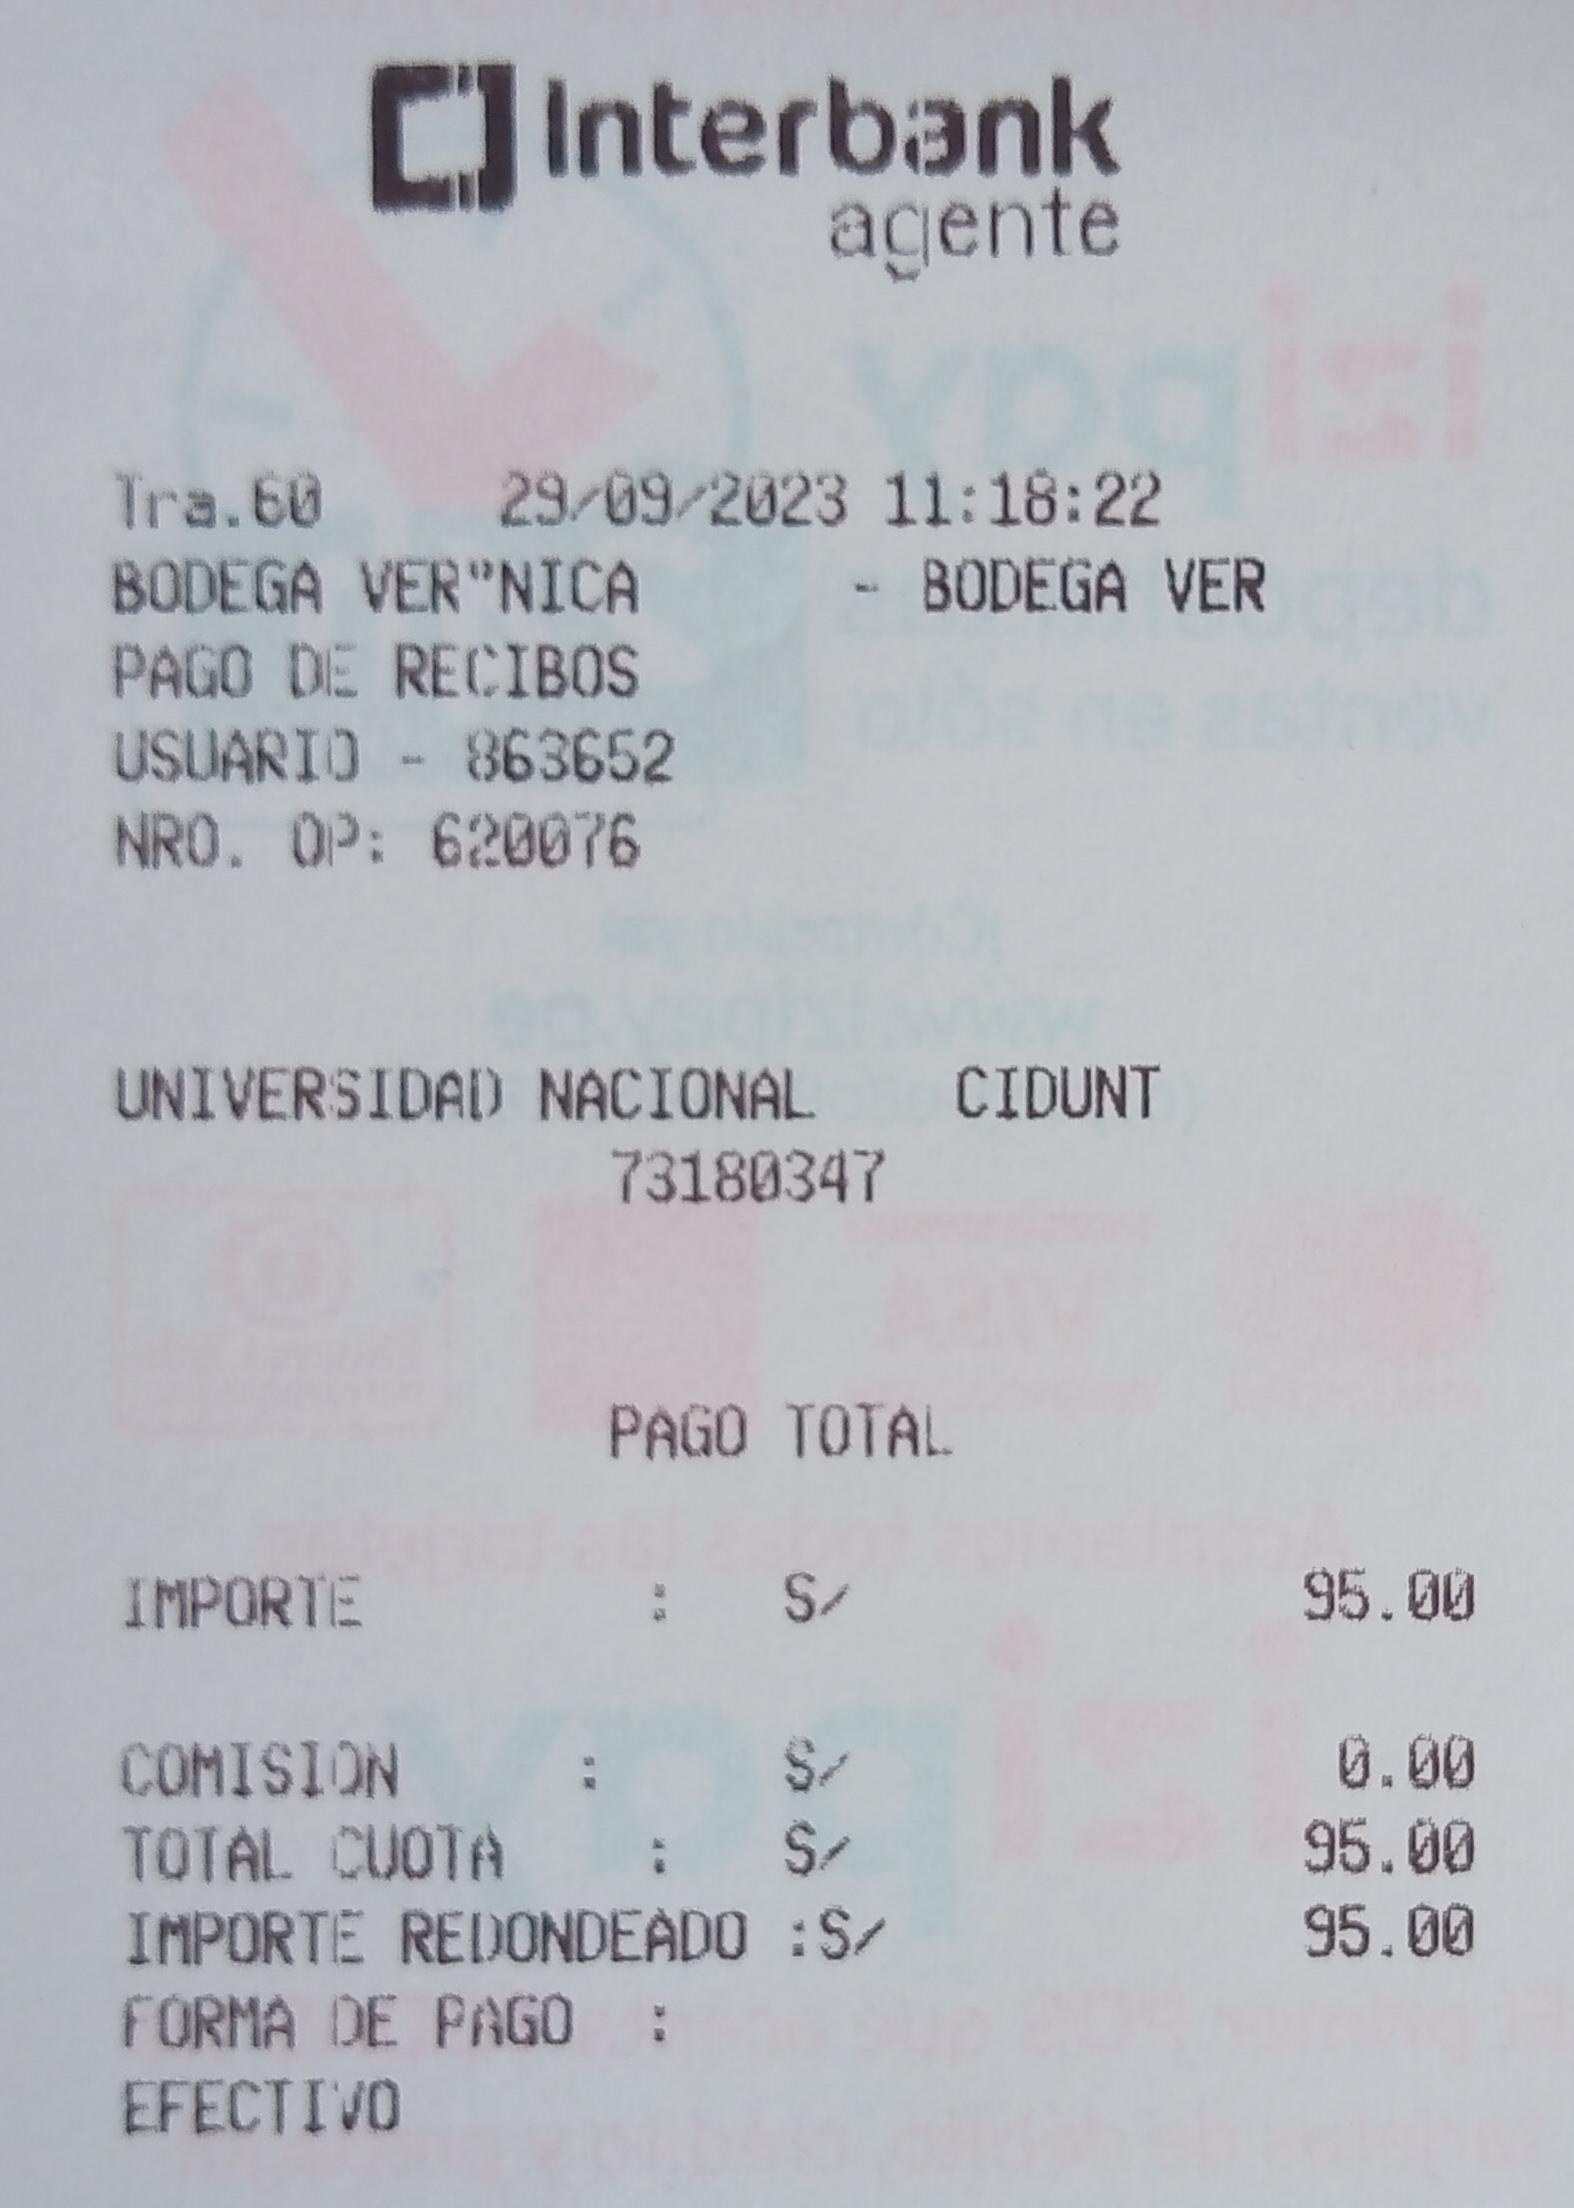 Interbank
agente
Tra.60 29/09/2023 11:18:22
BODEGA VER"NICA - BODEGA VER
PAGO DE RECIBOS
USUARIO - 863652
NRO. OP: 620076
UNIVERSIDAD NACIONAL CIDUNT
73180347
PAGO TOTAL
IMPORTE : S/ 95.00
COMISION : S/ 0.00
TOTAL CUOTA : S/ 95.00
IMPORTE REDONDEADO :S/ 95.00
FORMA DE PAGO :
EFECTIVO